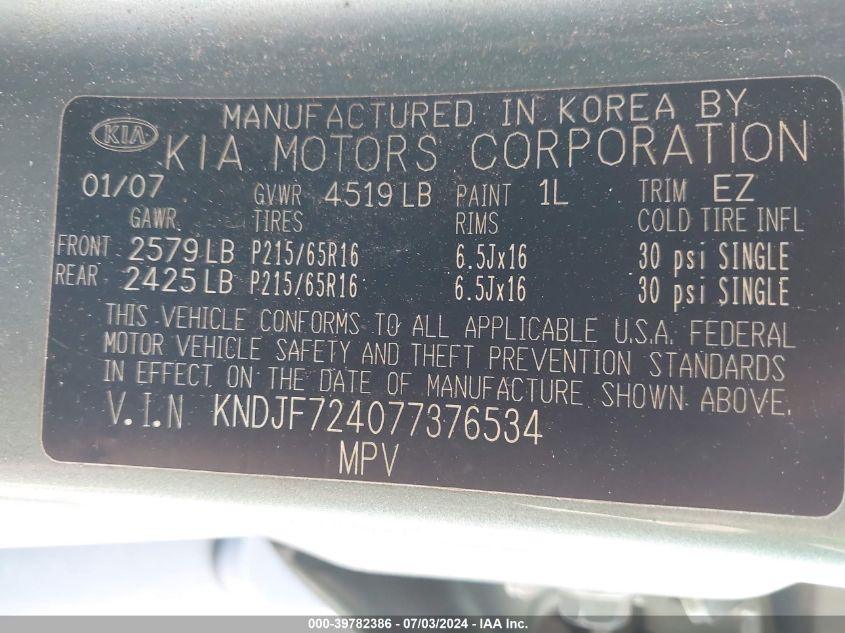 MANUFACTURED IN KOREA BY
KIA KIA MOTORS CORPORATION
01/07 GVWR 4519 LB PAINT 1L TRIM EZ
GAWR TIRES RIMS COLD TIRE INFL
FRONT 2579 LB P215/65R16 6.5Jx16 30 psi SINGLE
REAR 2425 LB P215/65R16 6.5Jx16 30 psi SINGLE
THIS VEHICLE CONFORMS TO ALL APPLICABLE U.S.A. FEDERAL
MOTOR VEHICLE SAFETY AND THEFT PREVENTION STANDARDS
IN EFFECT ON THE DATE OF MANUFACTURE SHOWN ABOVE.
V.I.N KNDJF724077376534
MPV
000-39782386 - 07/03/2024 - IAA Inc.